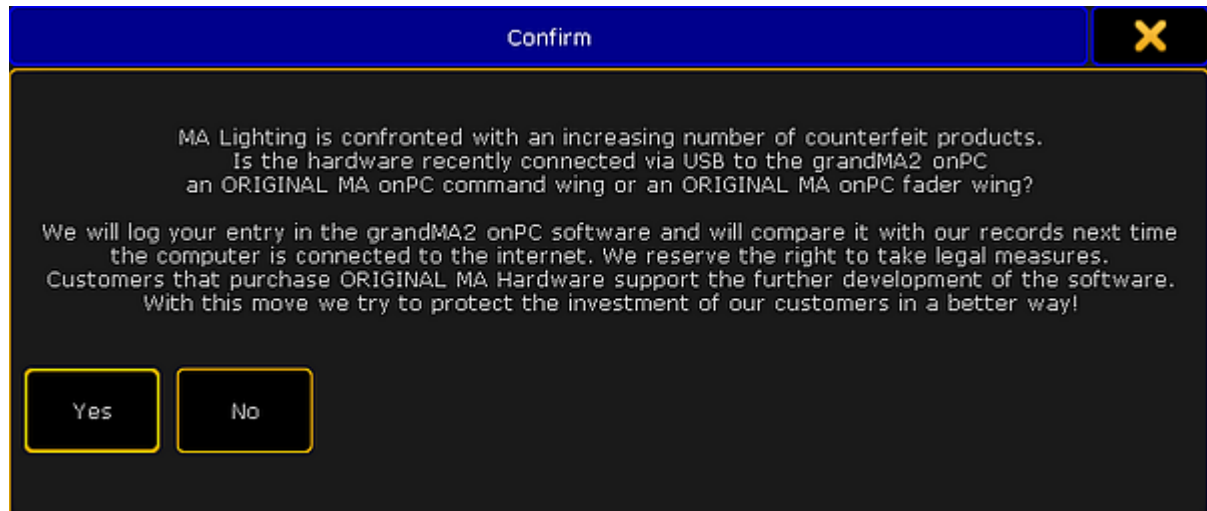 Confirm
MA Lighting is confronted with an increasing number of counterfeit products.
Is the hardware recently connected via USB to the grandMA2 onPC
an ORIGINAL MA onPC command wing or an ORIGINAL MA onPC fader wing?
We will log your entry in the grandMA2 onPC software and will compare it with our records next time
the computer is connected to the internet. We reserve the right to take legal measures.
Customers that purchase ORIGINAL MA Hardware support the further development of the software.
With this move we try to protect the investment of our customers in a better way!
Yes
No